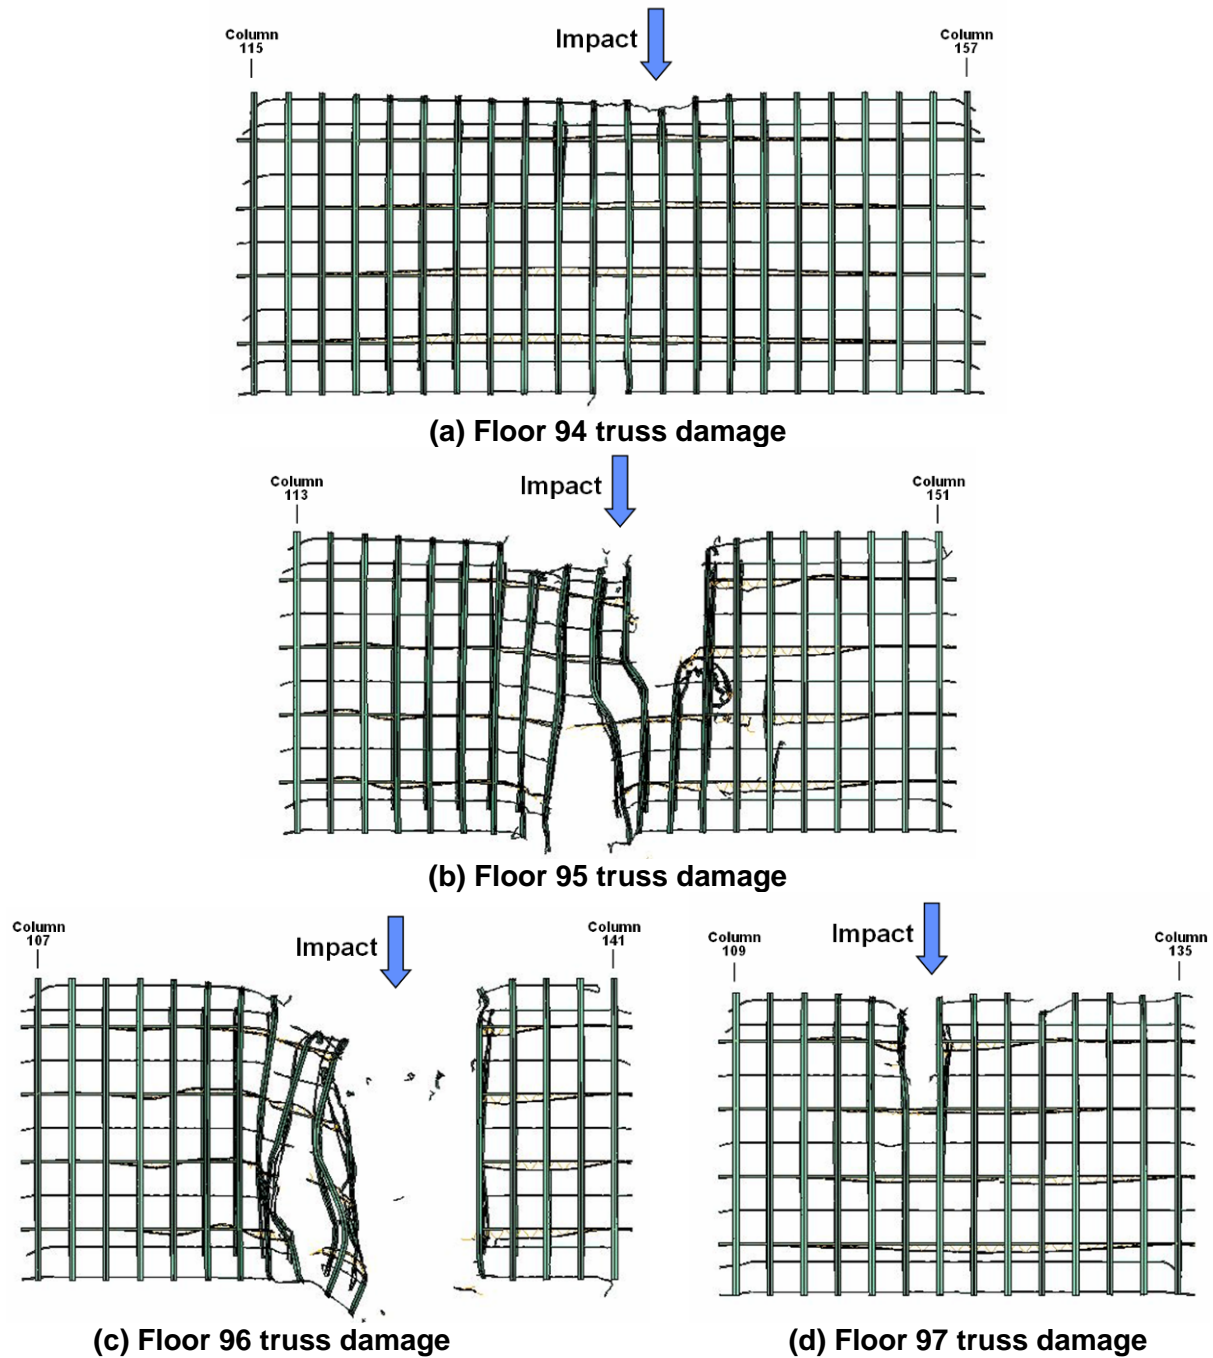 Column
115
Impact
Column
157
(a) Floor 94 truss damage
Column
113
Impact
Column
151
(b) Floor 95 truss damage
Column
107
Impact
Column
141
Column
109
Impact
Column
135
(c) Floor 96 truss damage
(d) Floor 97 truss damage